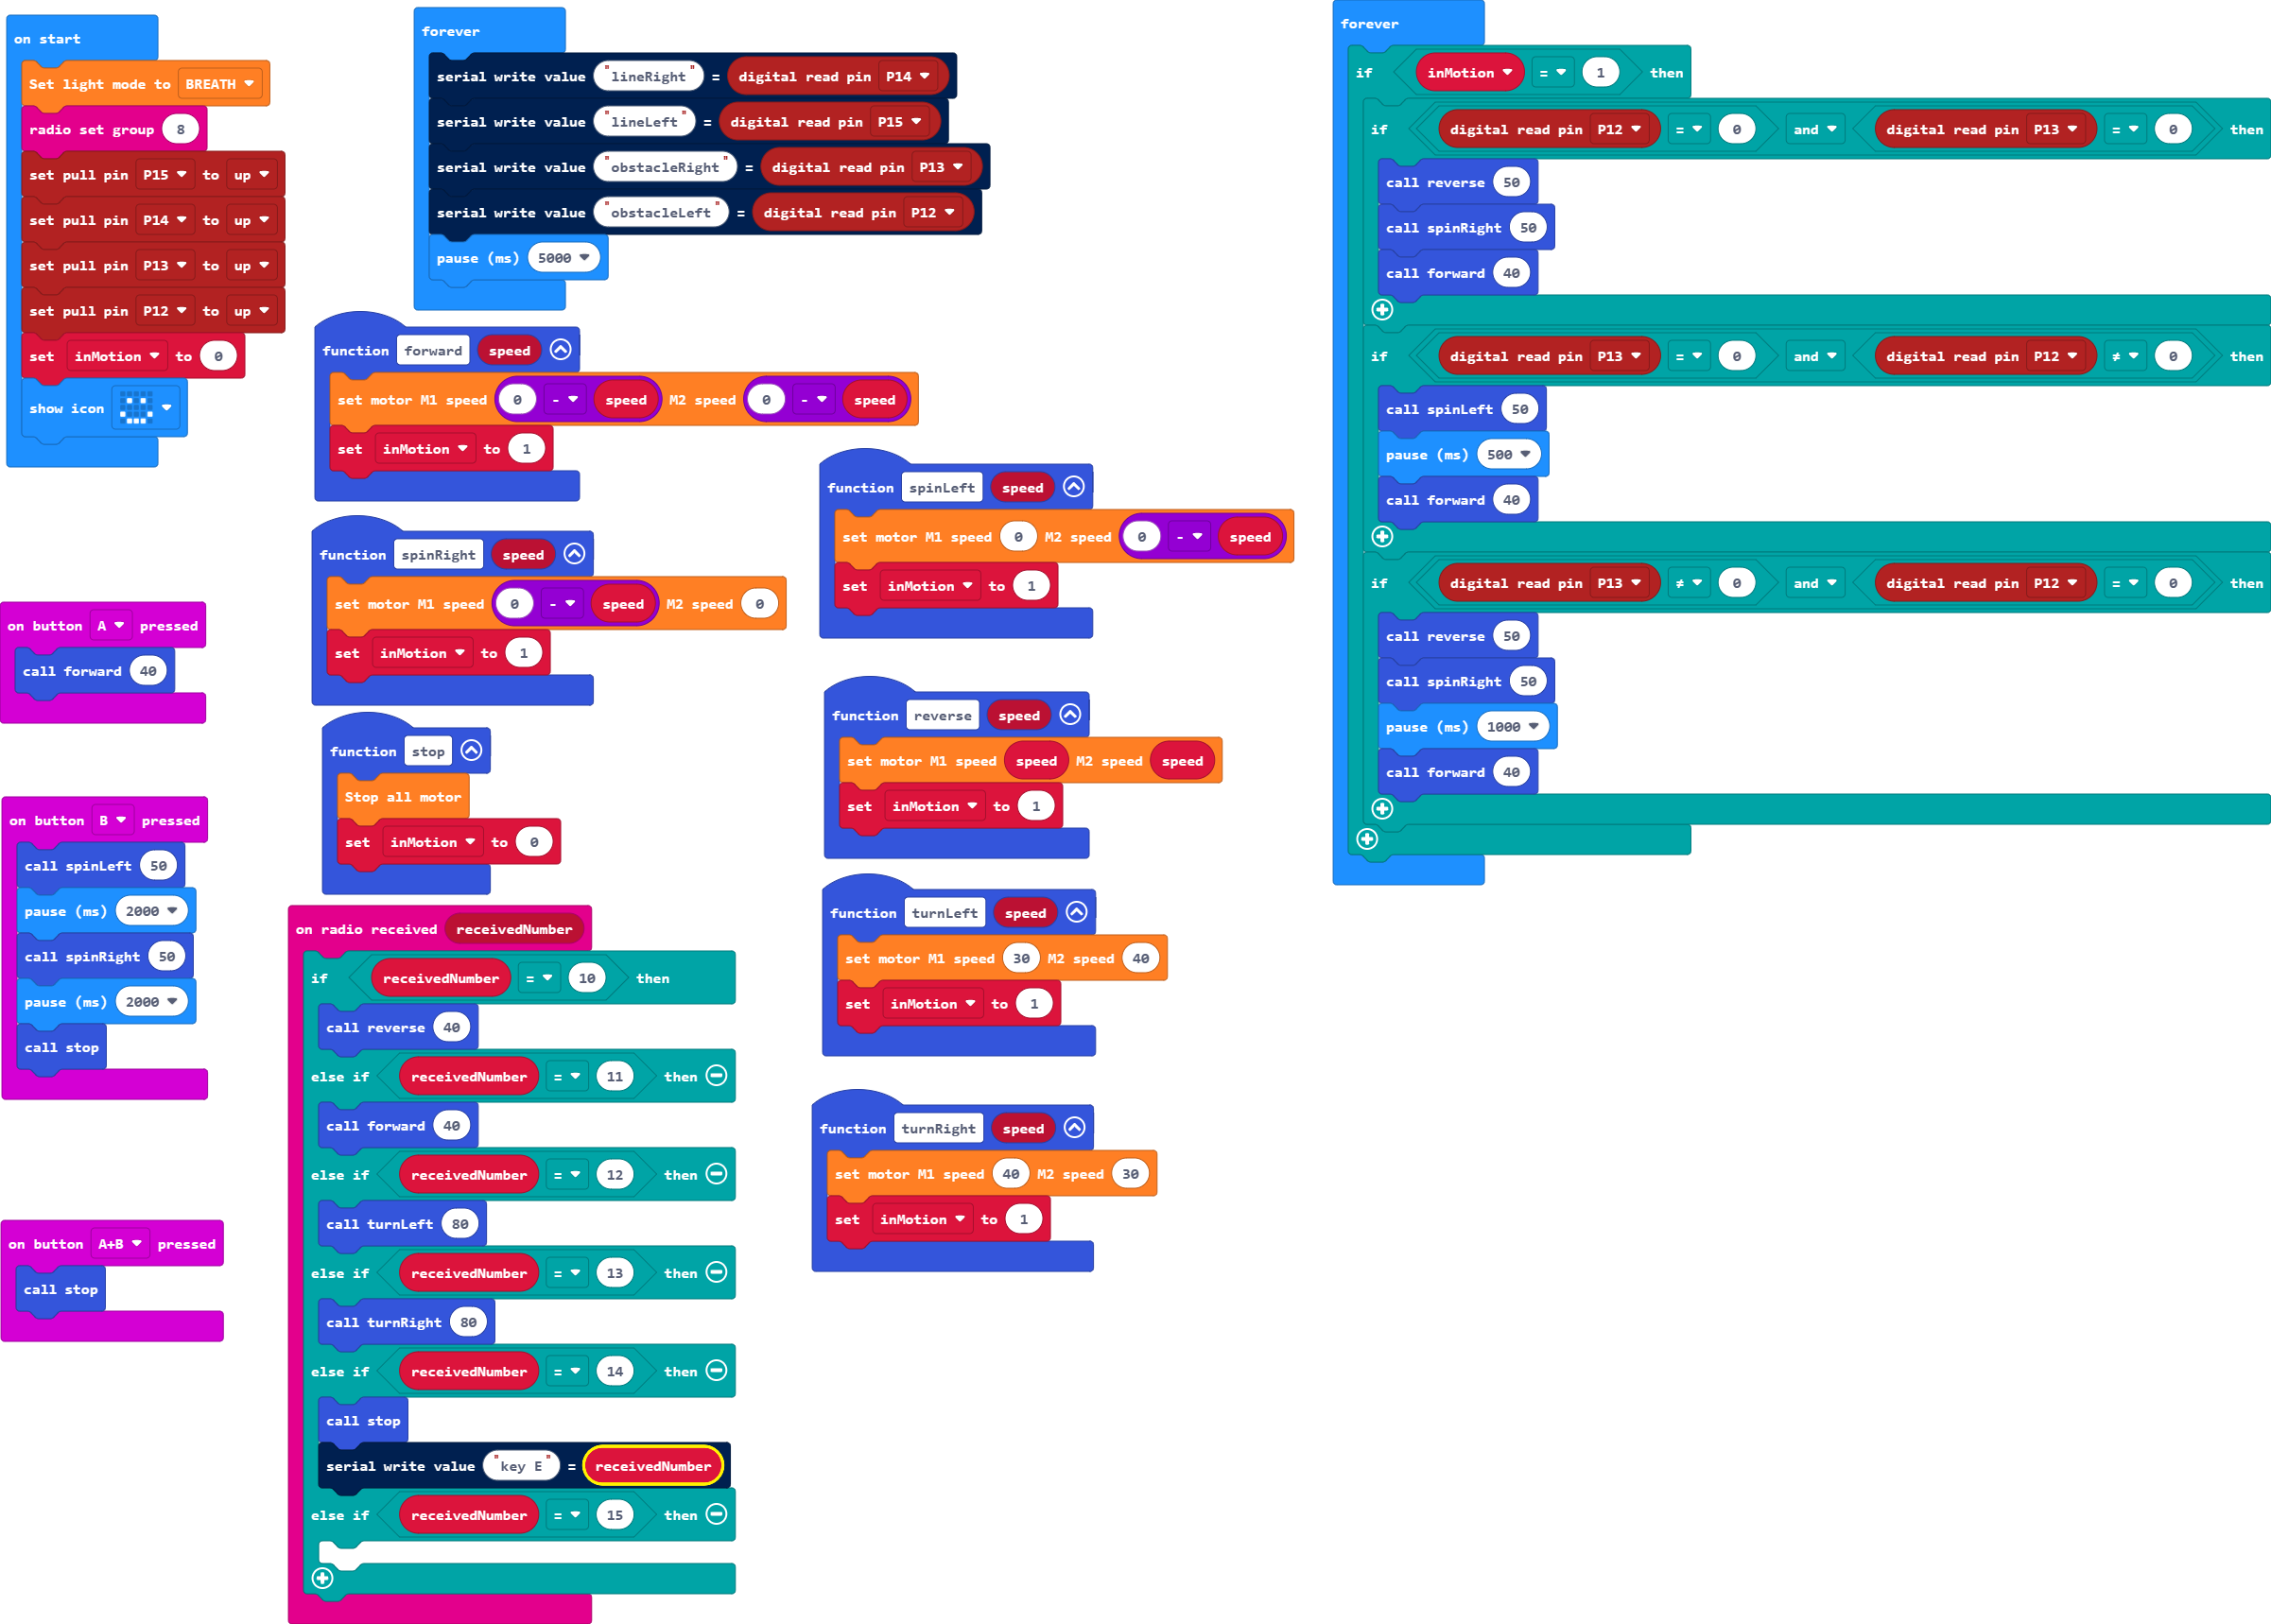 on start
Set light mode to BREATH
radio set group 8
set pull pin P15 to up
set pull pin P14 to up
set pull pin P13 to up
set pull pin P12 to up
set inMotion to 0
show icon
forever
serial write value "lineRight" = digital read pin P14
serial write value "lineLeft" = digital read pin P15
serial write value "obstacleRight" = digital read pin P13
serial write value "obstacleLeft" = digital read pin P12
pause (ms) 5000
function forward speed
set motor M1 speed 0 - speed M2 speed 0 - speed
set inMotion to 1
function spinRight speed
set motor M1 speed 0 - speed M2 speed 0
set inMotion to 1
function stop
Stop all motor
set inMotion to 0
function spinLeft speed
set motor M1 speed 0 M2 speed 0 - speed
set inMotion to 1
function reverse speed
set motor M1 speed speed M2 speed speed
set inMotion to 1
function turnLeft speed
set motor M1 speed 30 M2 speed 40
set inMotion to 1
function turnRight speed
set motor M1 speed 40 M2 speed 30
set inMotion to 1
on button A pressed
call forward 40
on button B pressed
call spinLeft 50
pause (ms) 2000
call spinRight 50
pause (ms) 2000
call stop
on button A+B pressed
call stop
on radio received receivedNumber
if receivedNumber = 10 then
call reverse 40
else if receivedNumber = 11 then
call forward 40
else if receivedNumber = 12 then
call turnLeft 80
else if receivedNumber = 13 then
call turnRight 80
else if receivedNumber = 14 then
call stop
serial write value "key E" = receivedNumber
else if receivedNumber = 15 then
forever
if inMotion = 1 then
if digital read pin P12 = 0 and digital read pin P13 = 0 then
call reverse 50
call spinRight 50
call forward 40
if digital read pin P13 = 0 and digital read pin P12 ≠ 0 then
call spinLeft 50
pause (ms) 500
call forward 40
if digital read pin P13 ≠ 0 and digital read pin P12 = 0 then
call reverse 50
call spinRight 50
pause (ms) 1000
call forward 40